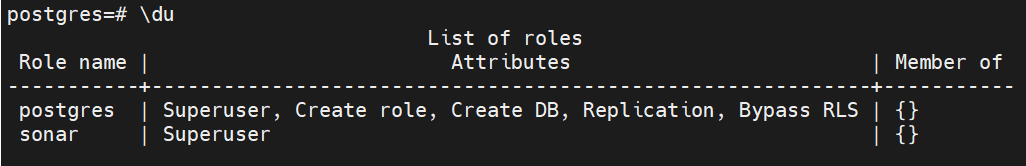 postgres=# \du
                                   List of roles
 Role name |                         Attributes                         | Member of
-----------+------------------------------------------------------------+-----------
 postgres  | Superuser, Create role, Create DB, Replication, Bypass RLS | {}
 sonar     | Superuser                                                  | {}